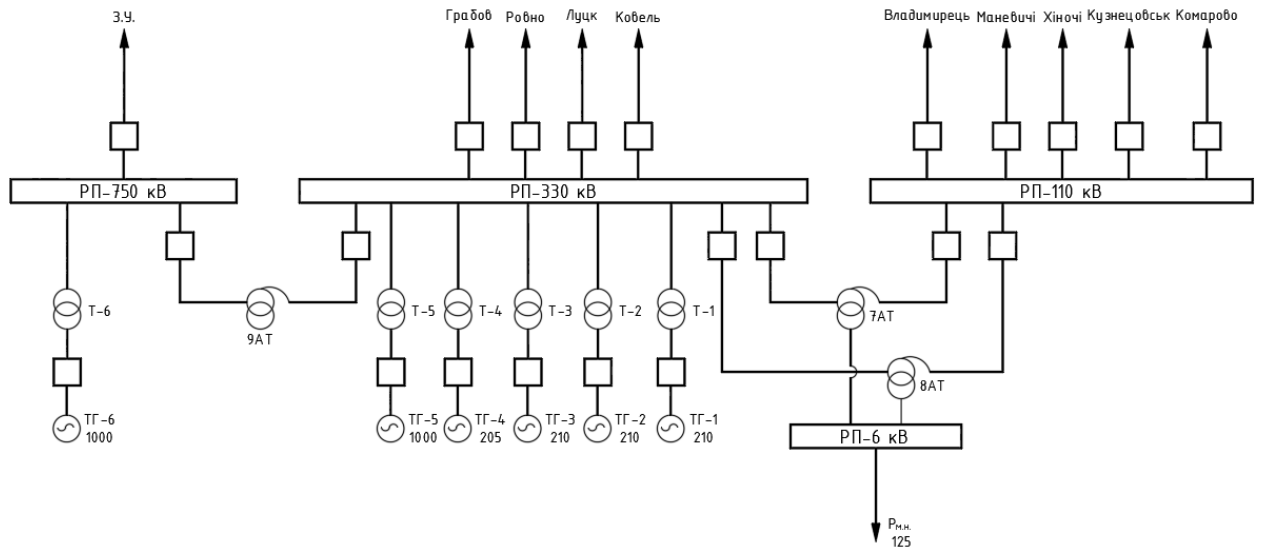 З.У.
Грабов Ровно Луцк Ковель
Владимирець Маневичі Хіночі Кузнецовськ Комарово
РП-750 кВ
РП-330 кВ
РП-110 кВ
Т-6
9АТ
Т-5
Т-4
Т-3
Т-2
Т-1
7АТ
8АТ
ТГ-6
1000
ТГ-5
1000
ТГ-4
205
ТГ-3
210
ТГ-2
210
ТГ-1
210
РП-6 кВ
Рм.н.
125